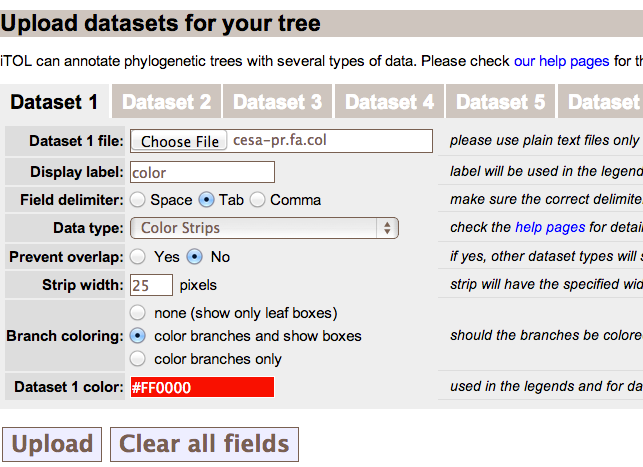 Upload datasets for your tree
iTOL can annotate phylogenetic trees with several types of data. Please check our help pages for th
Dataset 1 Dataset 2 Dataset 3 Dataset 4 Dataset 5 Dataset
Dataset 1 file: Choose File cesa-pr.fa.col please use plain text files only
Display label: color label will be used in the legend
Field delimiter: Space Tab Comma make sure the correct delimite
Data type: Color Strips check the help pages for detai
Prevent overlap: Yes No if yes, other dataset types will s
Strip width: 25 pixels strip will have the specified wid
none (show only leaf boxes)
Branch coloring: color branches and show boxes should the branches be colore
color branches only
Dataset 1 color: #FF0000 used in the legends and for da
Upload Clear all fields